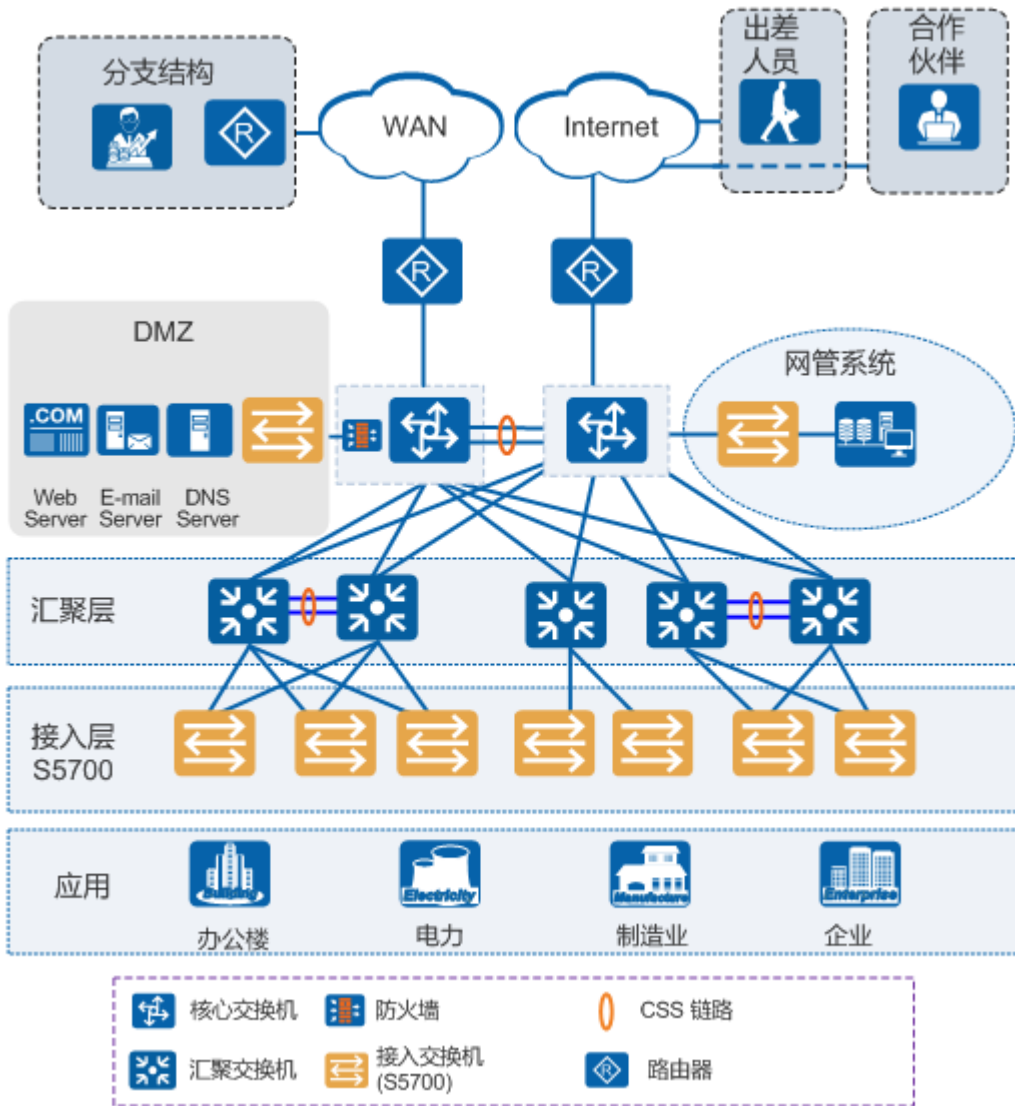 分支结构
WAN
Internet
出差
人员
合作
伙伴
R
R
R
DMZ
.COM
Web
Server
E-mail
Server
DNS
Server
网管系统
汇聚层
接入层
S5700
应用
Building
办公楼
Electricity
电力
Manufacture
制造业
Enterprise
企业
核心交换机
防火墙
CSS 链路
汇聚交换机
接入交换机
(S5700)
R
路由器